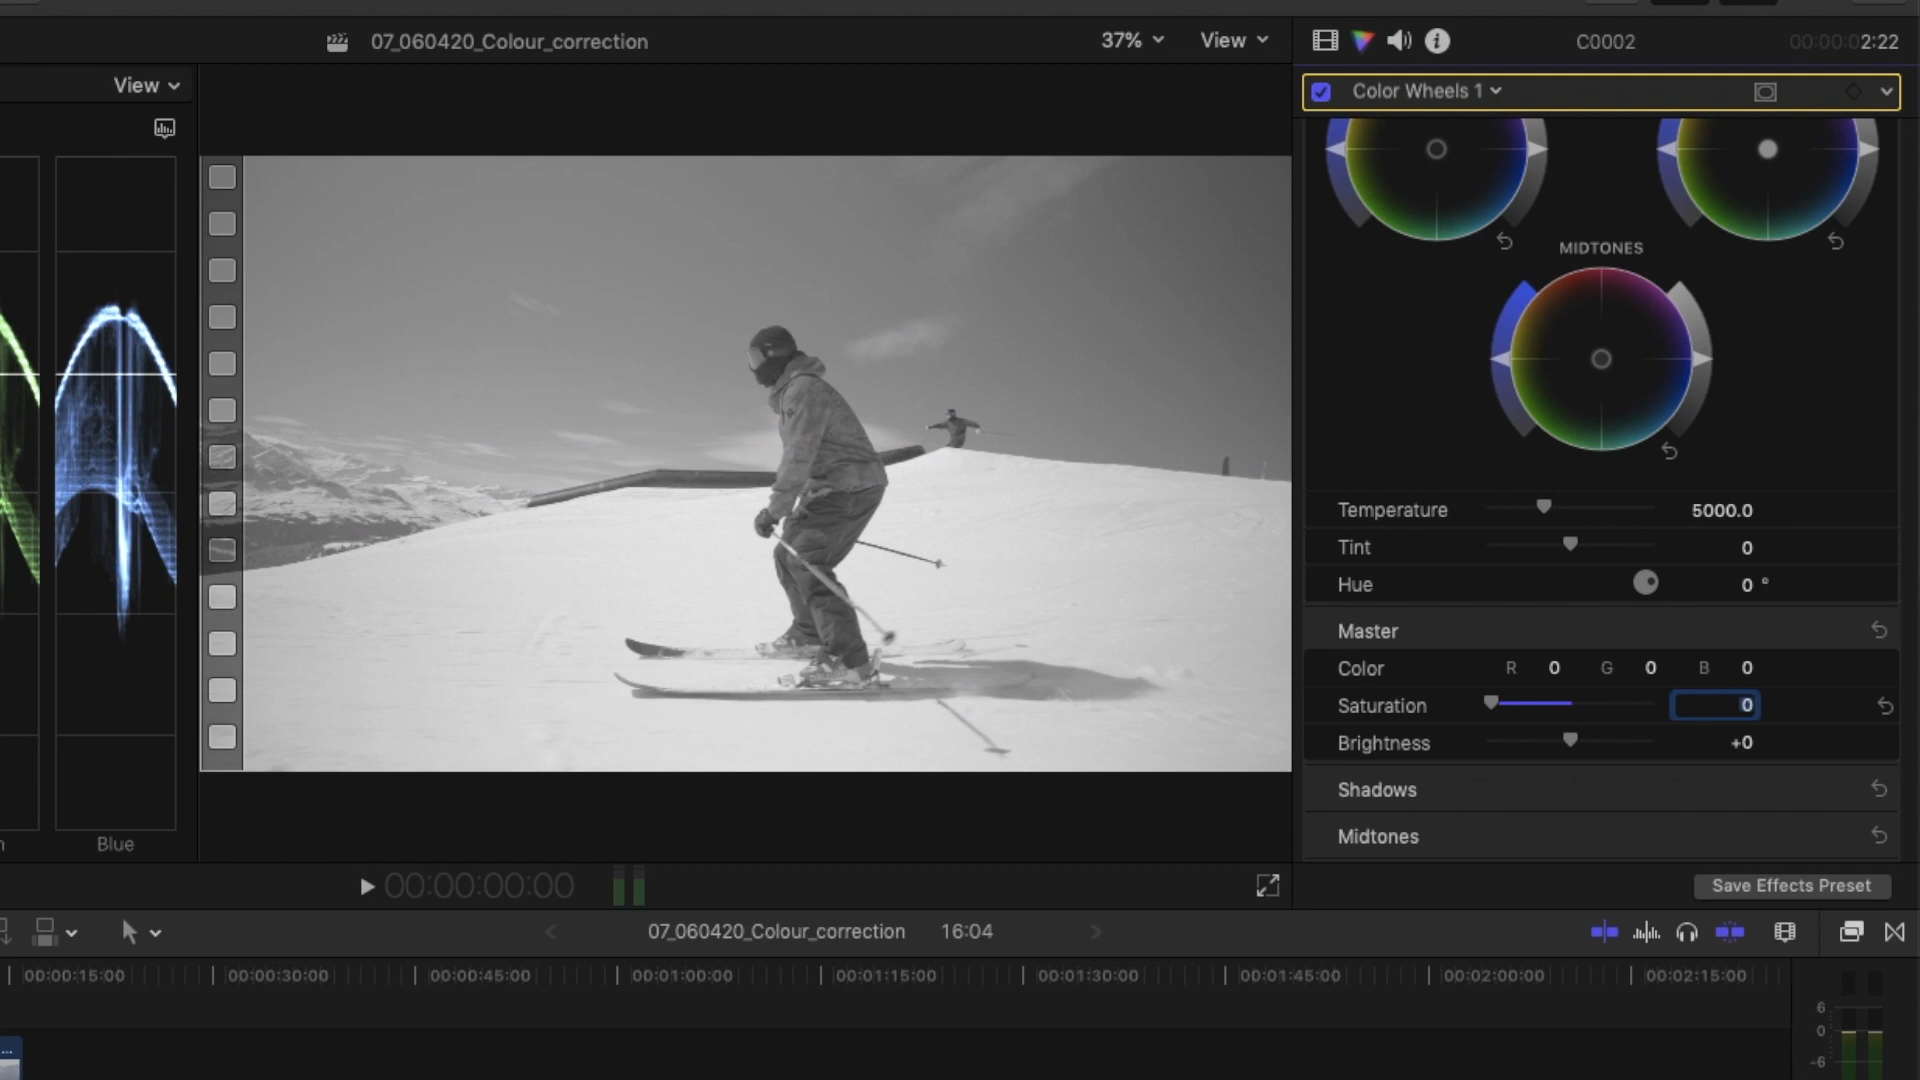 07_060420_Colour_correction
37%
View
C0002
00:00:02:22
View
Color Wheels 1
MIDTONES
Temperature 5000.0
Tint 0
Hue 0 °
Master
Color R 0 G 0 B 0
Saturation 0
Brightness +0
Shadows
Midtones
Blue
00:00:00:00
Save Effects Preset
07_060420_Colour_correction 16:04
00:00:15:00 00:00:30:00 00:00:45:00 00:01:00:00 00:01:15:00 00:01:30:00 00:01:45:00 00:02:00:00 00:02:15:00
6
0
-6